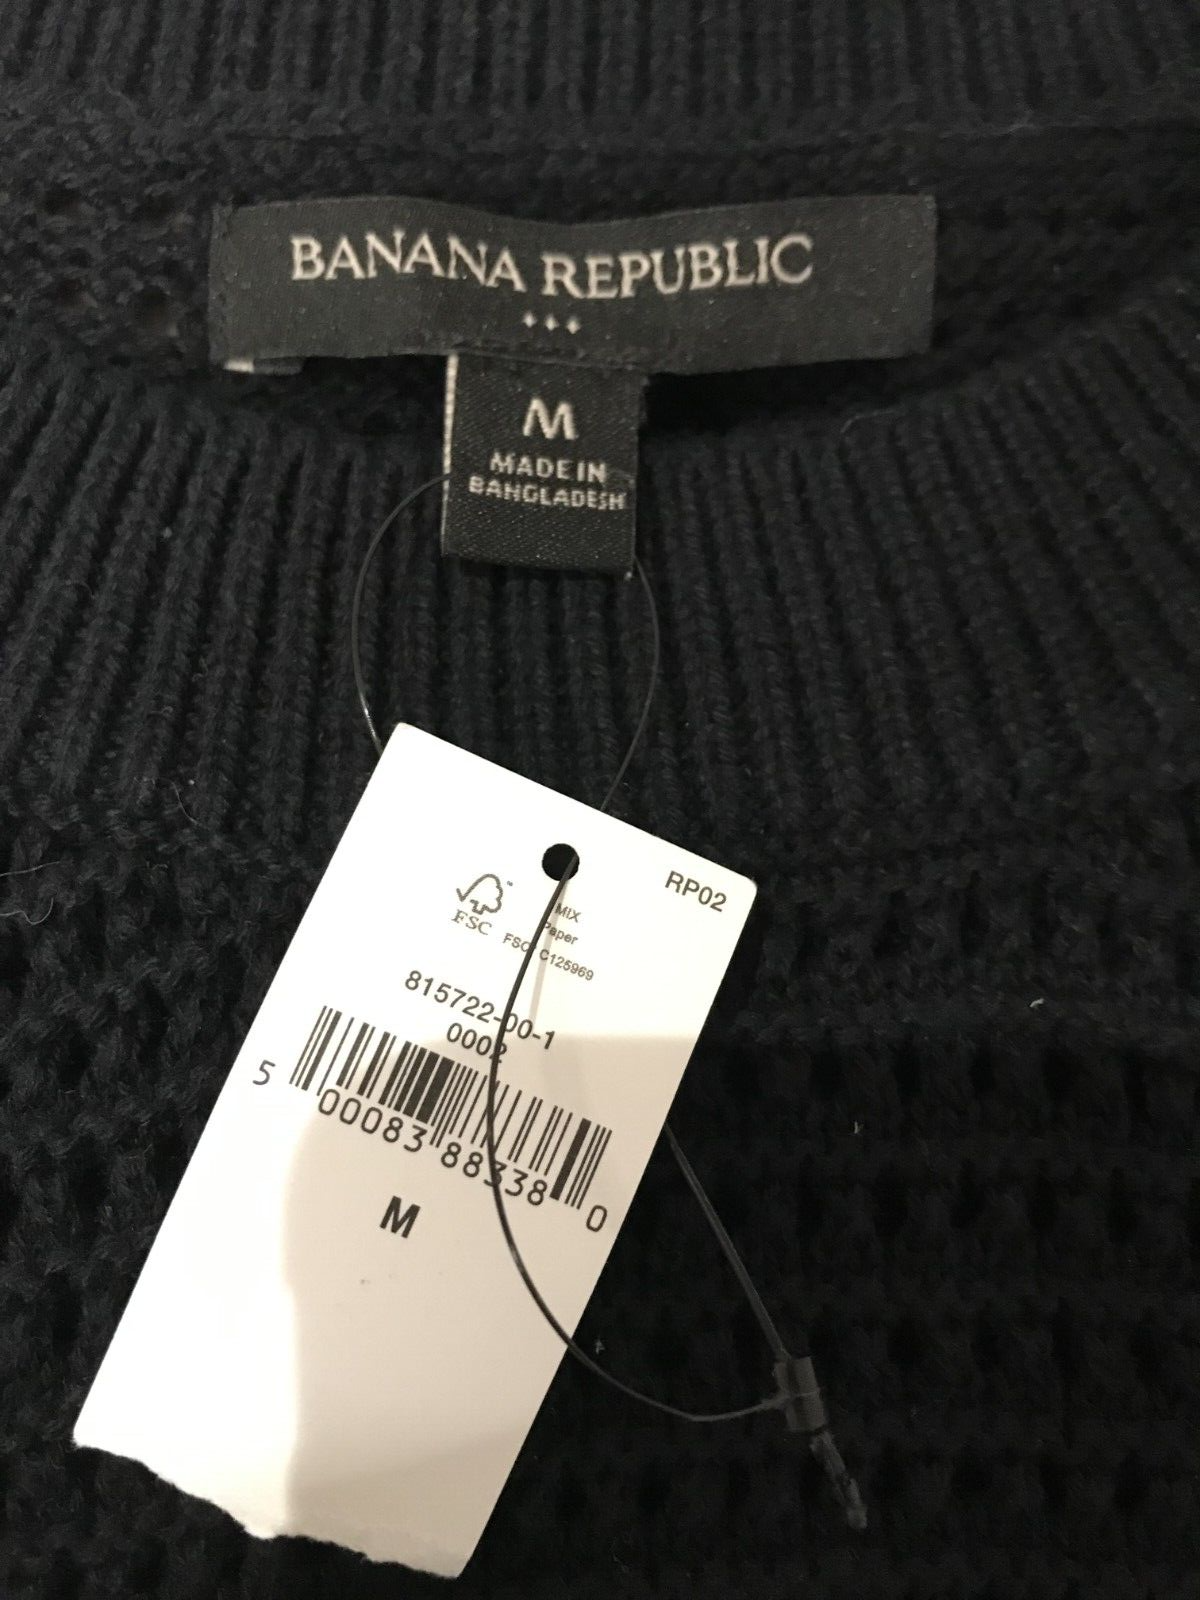 BANANA REPUBLIC
M
MADE IN
BANGLADESH
RP02
FSC
MIX
Paper
FSC C125969
815722-00-1
0002
5 00083 88338 0
M